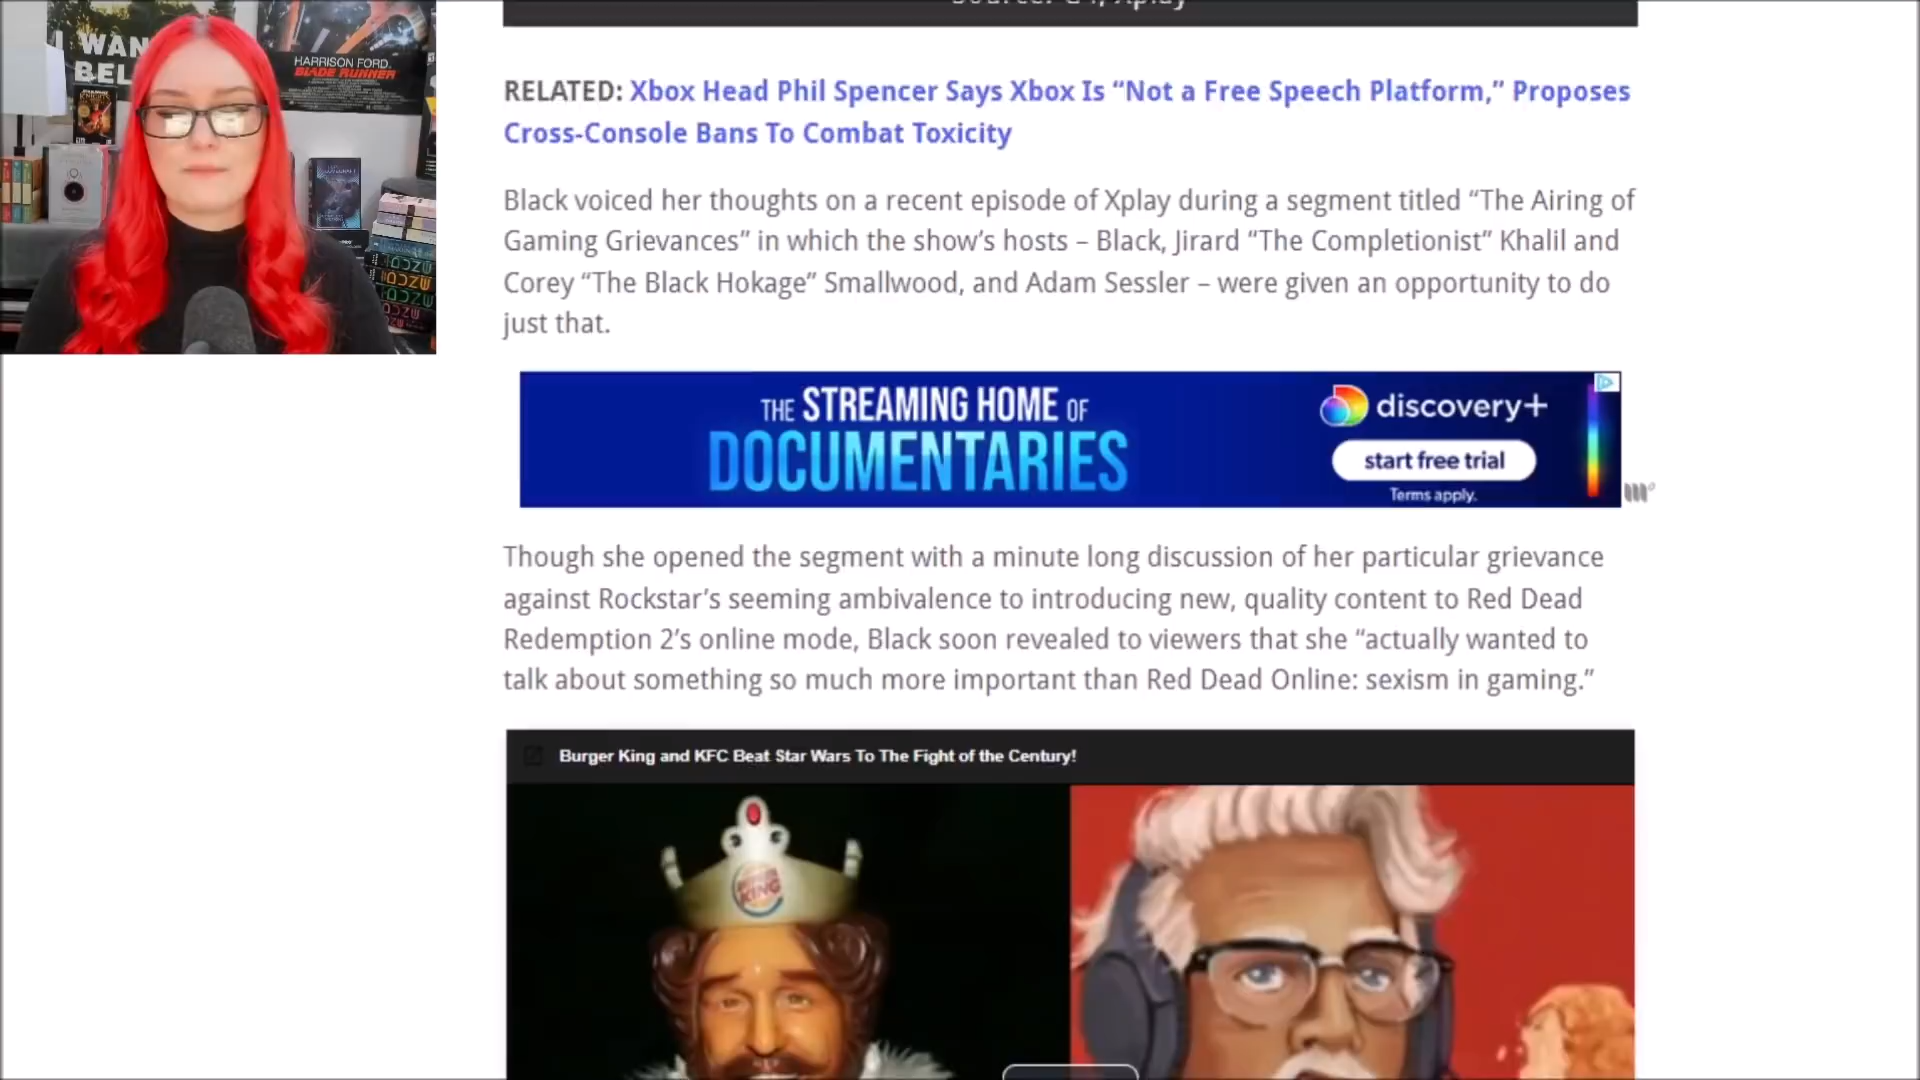 Source: G4, Xplay
I WAN
BEL
HARRISON FORD.
BLADE RUNNER
RELATED: Xbox Head Phil Spencer Says Xbox Is “Not a Free Speech Platform,” Proposes
Cross-Console Bans To Combat Toxicity
Black voiced her thoughts on a recent episode of Xplay during a segment titled “The Airing of
Gaming Grievances” in which the show’s hosts – Black, Jirard “The Completionist” Khalil and
Corey “The Black Hokage” Smallwood, and Adam Sessler – were given an opportunity to do
just that.
THE STREAMING HOME OF
DOCUMENTARIES
discovery+
start free trial
Terms apply.
Though she opened the segment with a minute long discussion of her particular grievance
against Rockstar’s seeming ambivalence to introducing new, quality content to Red Dead
Redemption 2’s online mode, Black soon revealed to viewers that she “actually wanted to
talk about something so much more important than Red Dead Online: sexism in gaming.”
Burger King and KFC Beat Star Wars To The Fight of the Century!
BURGER
KING